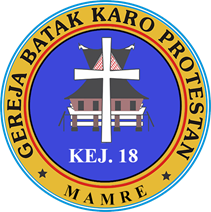 GEREJA BATAK KARO PROTESTAN
KEJ. 18
MAMRE